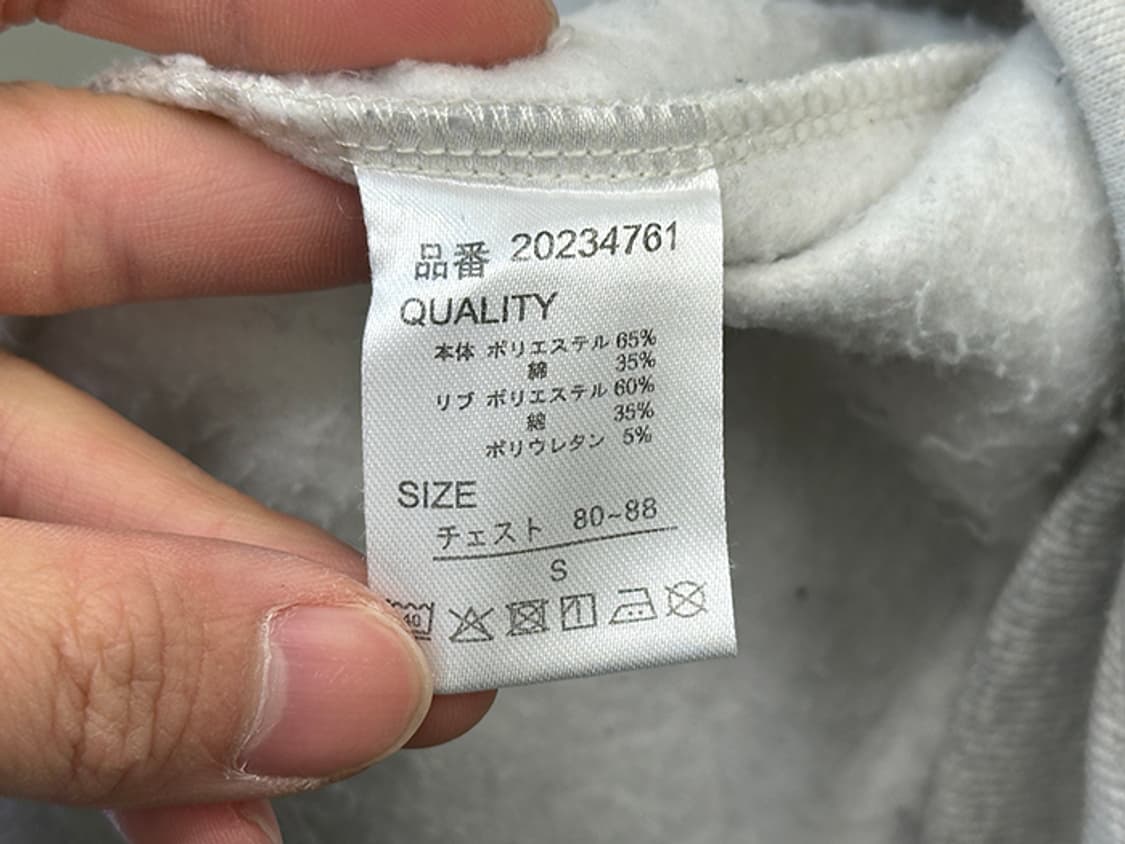 品番 20234761
QUALITY
本体 ポリエステル 65%
綿 35%
リブ ポリエステル 60%
綿 35%
ポリウレタン 5%
SIZE
チェスト 80~88
S
40